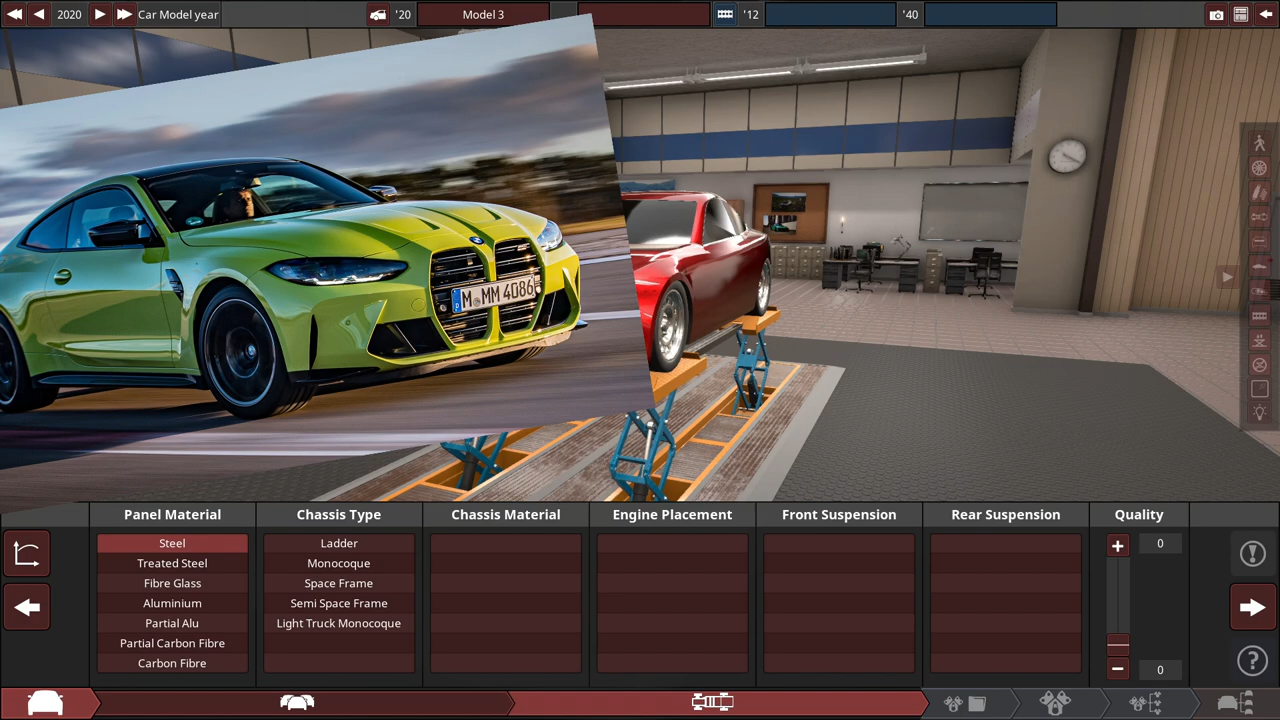 2020 Car Model year '20 Model 3 '12 '40
M MM 4086
Panel Material Chassis Type Chassis Material Engine Placement Front Suspension Rear Suspension Quality
Steel Ladder 0
Treated Steel Monocoque
Fibre Glass Space Frame
Aluminium Semi Space Frame
Partial Alu Light Truck Monocoque
Partial Carbon Fibre
Carbon Fibre 0